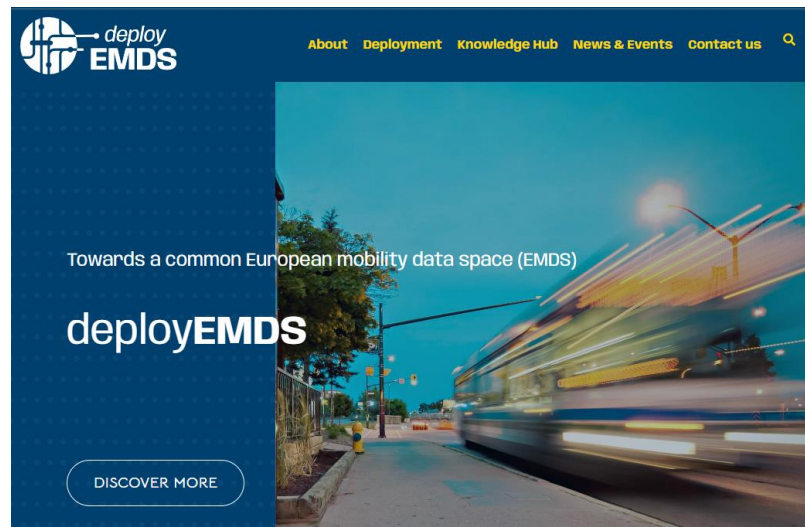 deploy
EMDS
About Deployment Knowledge Hub News & Events Contact us
Towards a common European mobility data space (EMDS)
deployEMDS
DISCOVER MORE